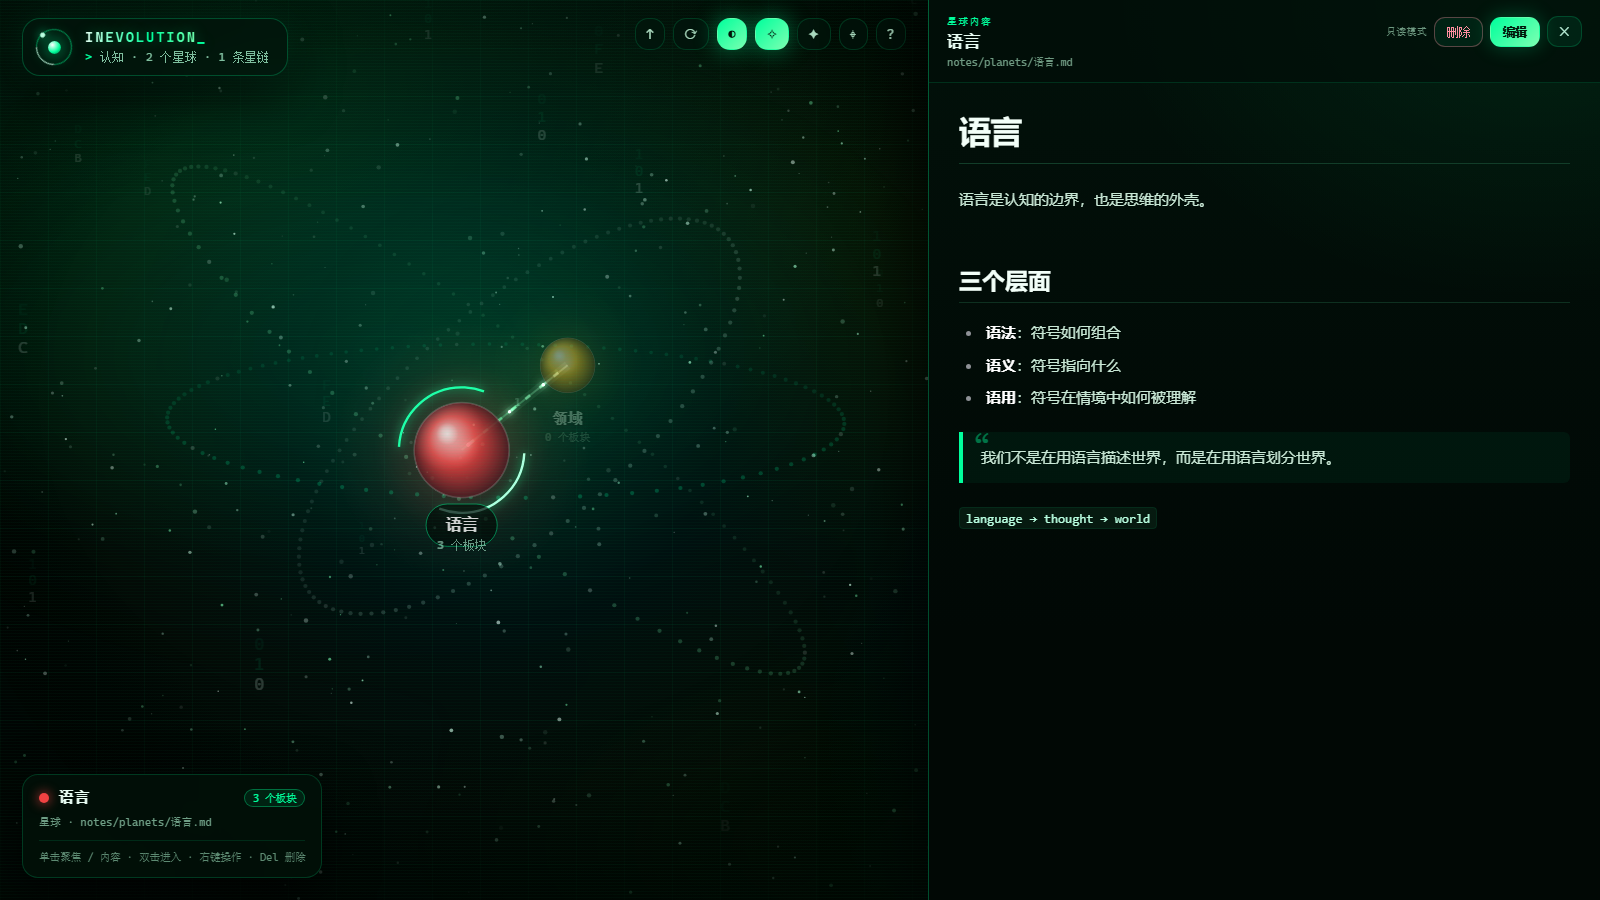 INEVOLUTION_
> 认知 · 2 个星球 · 1 条星链
?
星球内容
语言
notes/planets/语言.md
只读模式
删除
编辑
语言
语言是认知的边界，也是思维的外壳。
三个层面
语法：符号如何组合
语义：符号指向什么
语用：符号在情境中如何被理解
“
我们不是在用语言描述世界，而是在用语言划分世界。
language → thought → world
领域
0 个板块
语言
3 个板块
语言
3 个板块
星球 · notes/planets/语言.md
单击聚焦 / 内容 · 双击进入 · 右键操作 · Del 删除